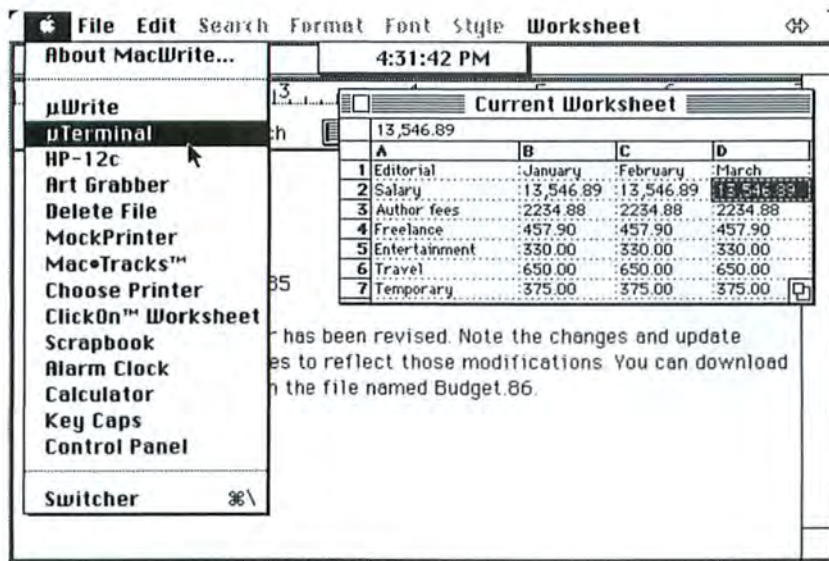 File Edit Search Format Font Style Worksheet
About MacWrite...
4:31:42 PM
µWrite
µTerminal
HP-12c
Art Grabber
Delete File
MockPrinter
Mac•Tracks™
Choose Printer
ClickOn™ Worksheet
Scrapbook
Alarm Clock
Calculator
Key Caps
Control Panel
Switcher ⌘\
3
Current Worksheet
13,546.89
A B C D
1 Editorial January February March
2 Salary 13,546.89 13,546.89 13,546.89
3 Author fees 2234.88 2234.88 2234.88
4 Freelance 457.90 457.90 457.90
5 Entertainment 330.00 330.00 330.00
6 Travel 650.00 650.00 650.00
7 Temporary 375.00 375.00 375.00
85
has been revised. Note the changes and update
to reflect those modifications. You can download
the file named Budget.86.